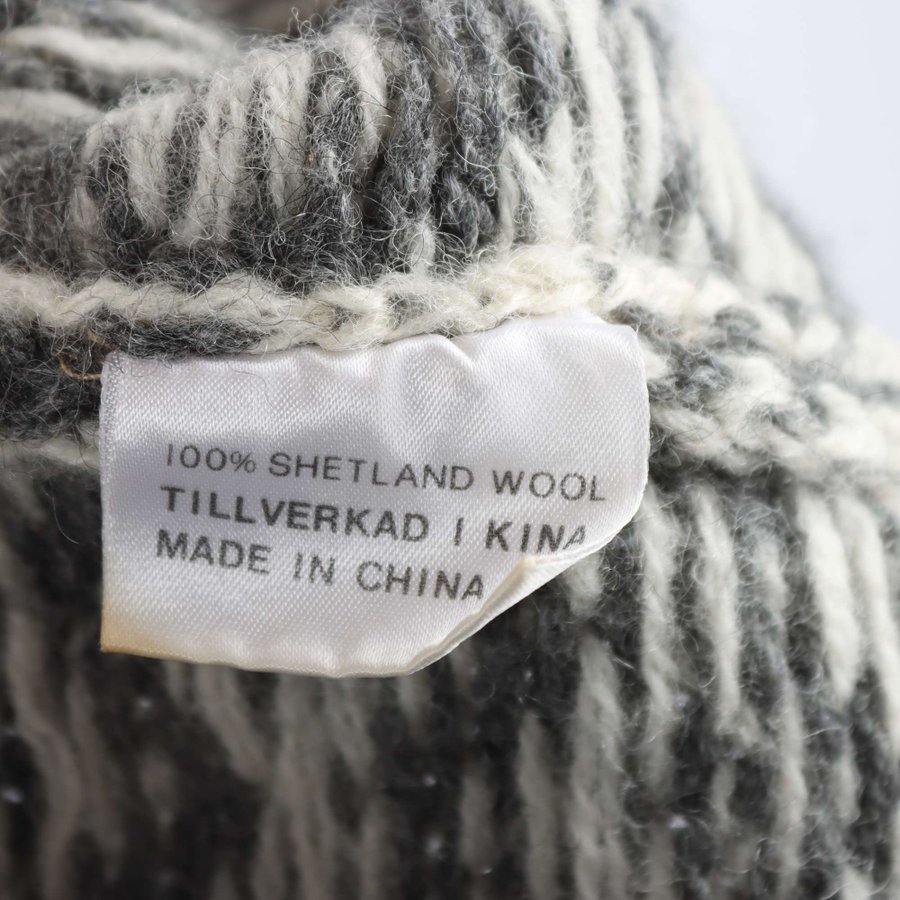 100% SHETLAND WOOL
TILLVERKAD I KINA
MADE IN CHINA